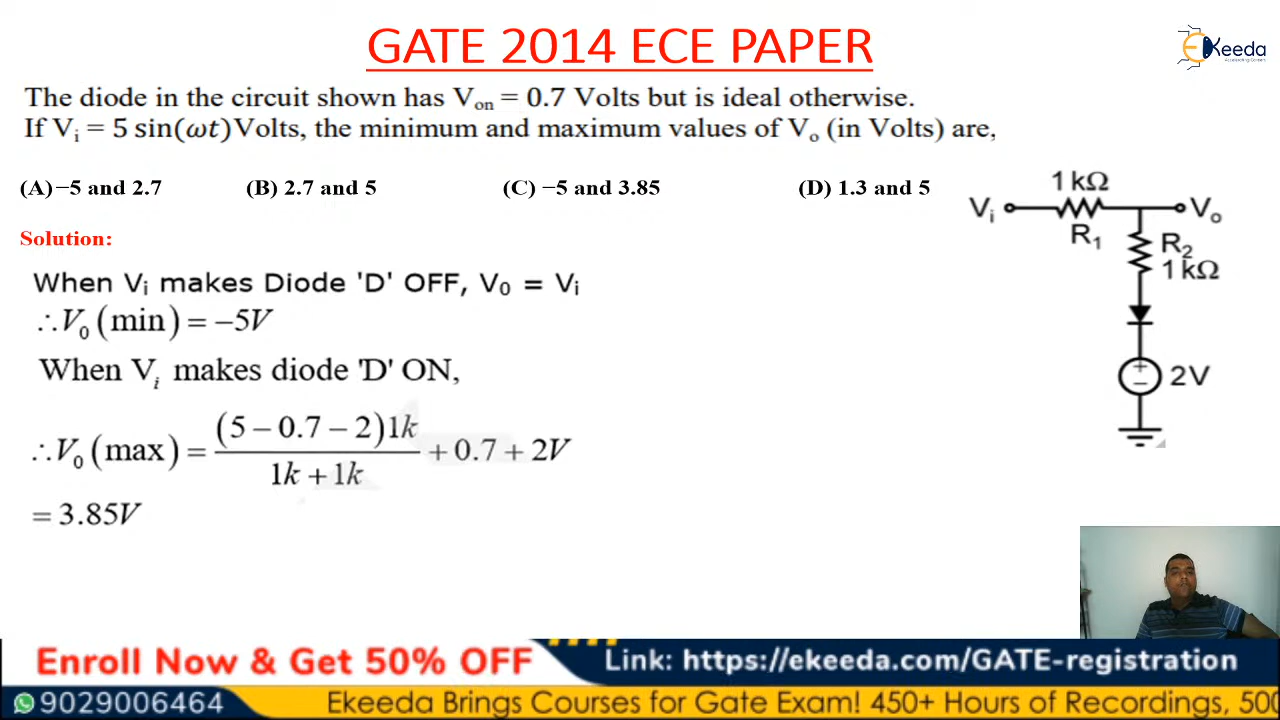 GATE 2014 ECE PAPER
Ekeeda
The diode in the circuit shown has Von = 0.7 Volts but is ideal otherwise.
If Vi = 5 sin(ωt)Volts, the minimum and maximum values of Vo (in Volts) are,
(A) −5 and 2.7 (B) 2.7 and 5 (C) −5 and 3.85 (D) 1.3 and 5
1 kΩ
Vi
Vo
R1
R2
1 kΩ
+
−
2V
Solution:
When Vi makes Diode 'D' OFF, V0 = Vi
∴V0 (min) = −5V
When Vi makes diode 'D' ON,
∴V0 (max) = (5 − 0.7 − 2)1k / 1k + 1k + 0.7 + 2V
= 3.85V
Enroll Now & Get 50% OFF
Link: https://ekeeda.com/GATE-registration
9029006464
Ekeeda Brings Courses for Gate Exam! 450+ Hours of Recordings, 500